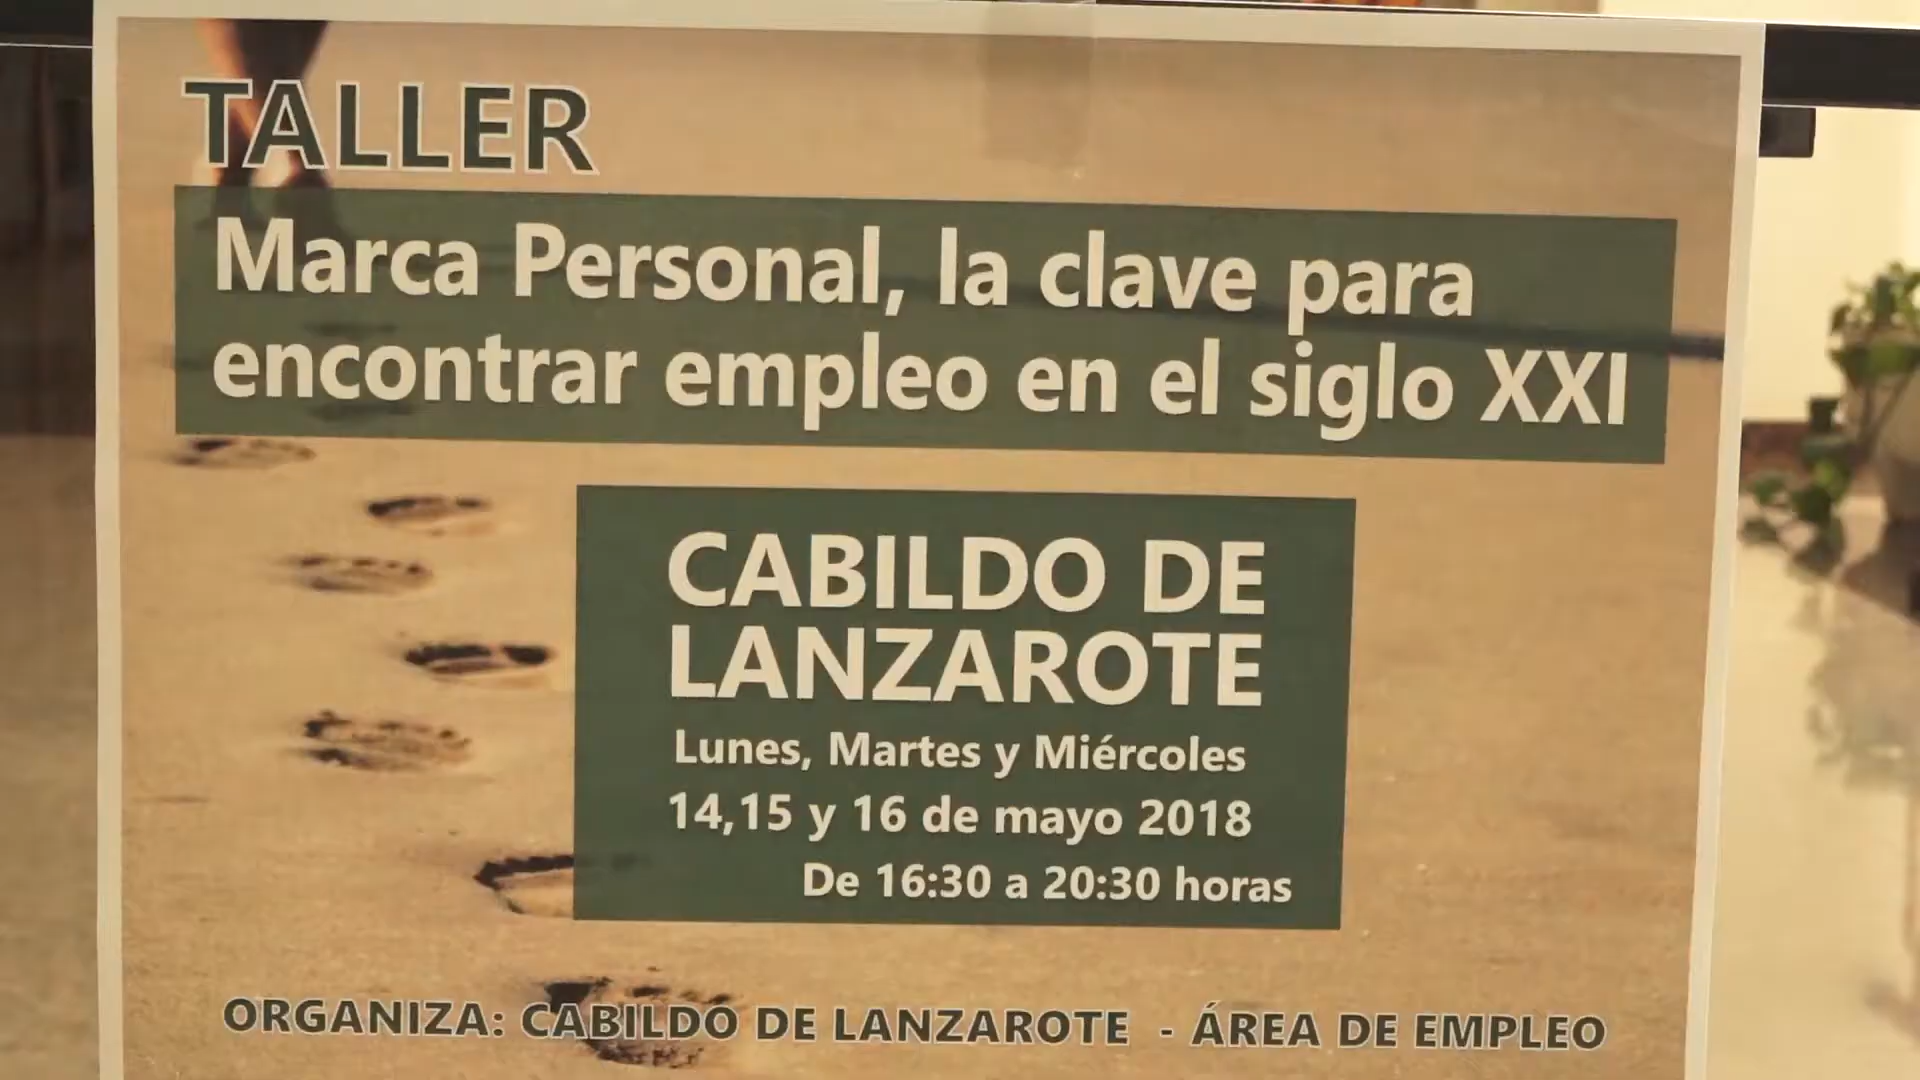 TALLER
Marca Personal, la clave para
encontrar empleo en el siglo XXI
CABILDO DE
LANZAROTE
Lunes, Martes y Miércoles
14,15 y 16 de mayo 2018
De 16:30 a 20:30 horas
ORGANIZA: CABILDO DE LANZAROTE - ÁREA DE EMPLEO